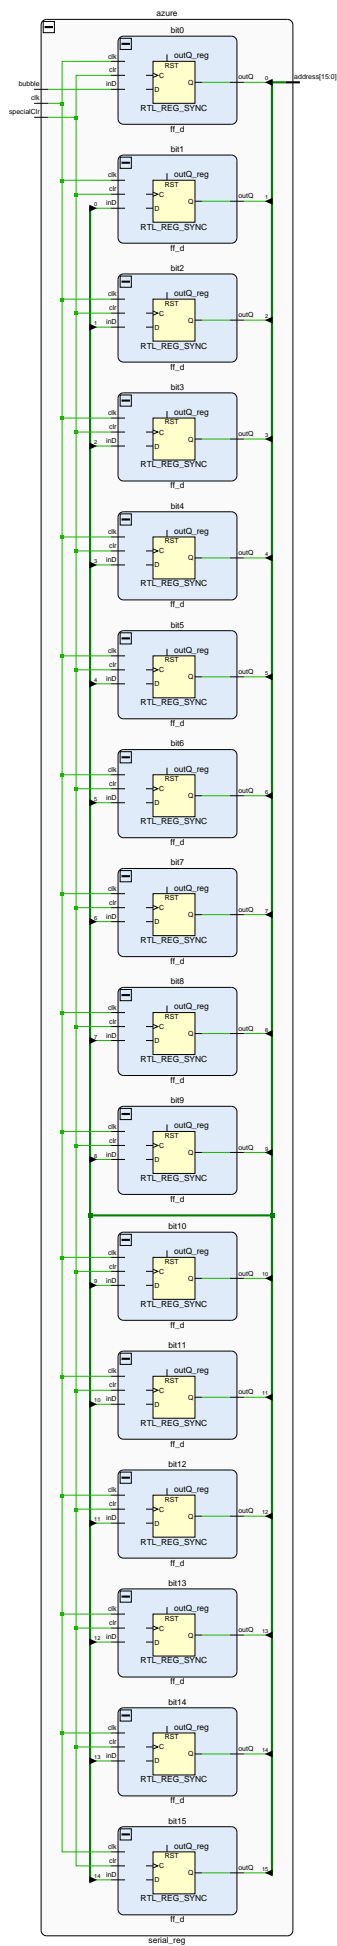 azure
bit0
clk outQ_reg
RST
clr C Q outQ 0 address[15:0]
bubble inD D
clk RTL_REG_SYNC
specialClr ff_d
bit1
clk outQ_reg
RST
clr C Q outQ 1
0 inD D
RTL_REG_SYNC
ff_d
bit2
clk outQ_reg
RST
clr C Q outQ 2
1 inD D
RTL_REG_SYNC
ff_d
bit3
clk outQ_reg
RST
clr C Q outQ 3
2 inD D
RTL_REG_SYNC
ff_d
bit4
clk outQ_reg
RST
clr C Q outQ 4
3 inD D
RTL_REG_SYNC
ff_d
bit5
clk outQ_reg
RST
clr C Q outQ 5
4 inD D
RTL_REG_SYNC
ff_d
bit6
clk outQ_reg
RST
clr C Q outQ 6
5 inD D
RTL_REG_SYNC
ff_d
bit7
clk outQ_reg
RST
clr C Q outQ 7
6 inD D
RTL_REG_SYNC
ff_d
bit8
clk outQ_reg
RST
clr C Q outQ 8
7 inD D
RTL_REG_SYNC
ff_d
bit9
clk outQ_reg
RST
clr C Q outQ 9
8 inD D
RTL_REG_SYNC
ff_d
bit10
clk outQ_reg
RST
clr C Q outQ 10
9 inD D
RTL_REG_SYNC
ff_d
bit11
clk outQ_reg
RST
clr C Q outQ 11
10 inD D
RTL_REG_SYNC
ff_d
bit12
clk outQ_reg
RST
clr C Q outQ 12
11 inD D
RTL_REG_SYNC
ff_d
bit13
clk outQ_reg
RST
clr C Q outQ 13
12 inD D
RTL_REG_SYNC
ff_d
bit14
clk outQ_reg
RST
clr C Q outQ 14
13 inD D
RTL_REG_SYNC
ff_d
bit15
clk outQ_reg
RST
clr C Q outQ 15
14 inD D
RTL_REG_SYNC
ff_d
serial_reg